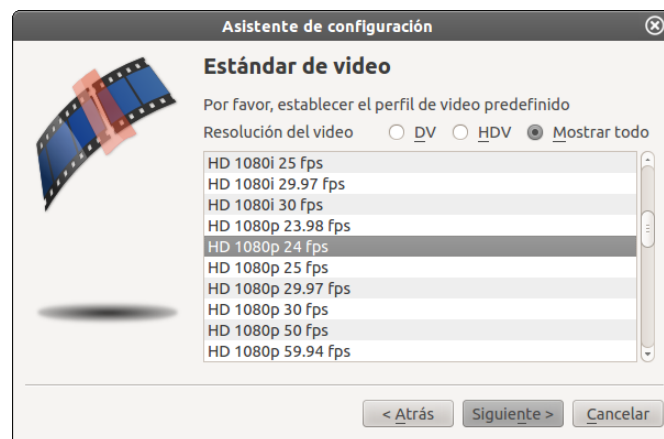 Asistente de configuración
Estándar de video
Por favor, establecer el perfil de video predefinido
Resolución del video DV HDV Mostrar todo
HD 1080i 25 fps
HD 1080i 29.97 fps
HD 1080i 30 fps
HD 1080p 23.98 fps
HD 1080p 24 fps
HD 1080p 25 fps
HD 1080p 29.97 fps
HD 1080p 30 fps
HD 1080p 50 fps
HD 1080p 59.94 fps
< Atrás Siguiente > Cancelar